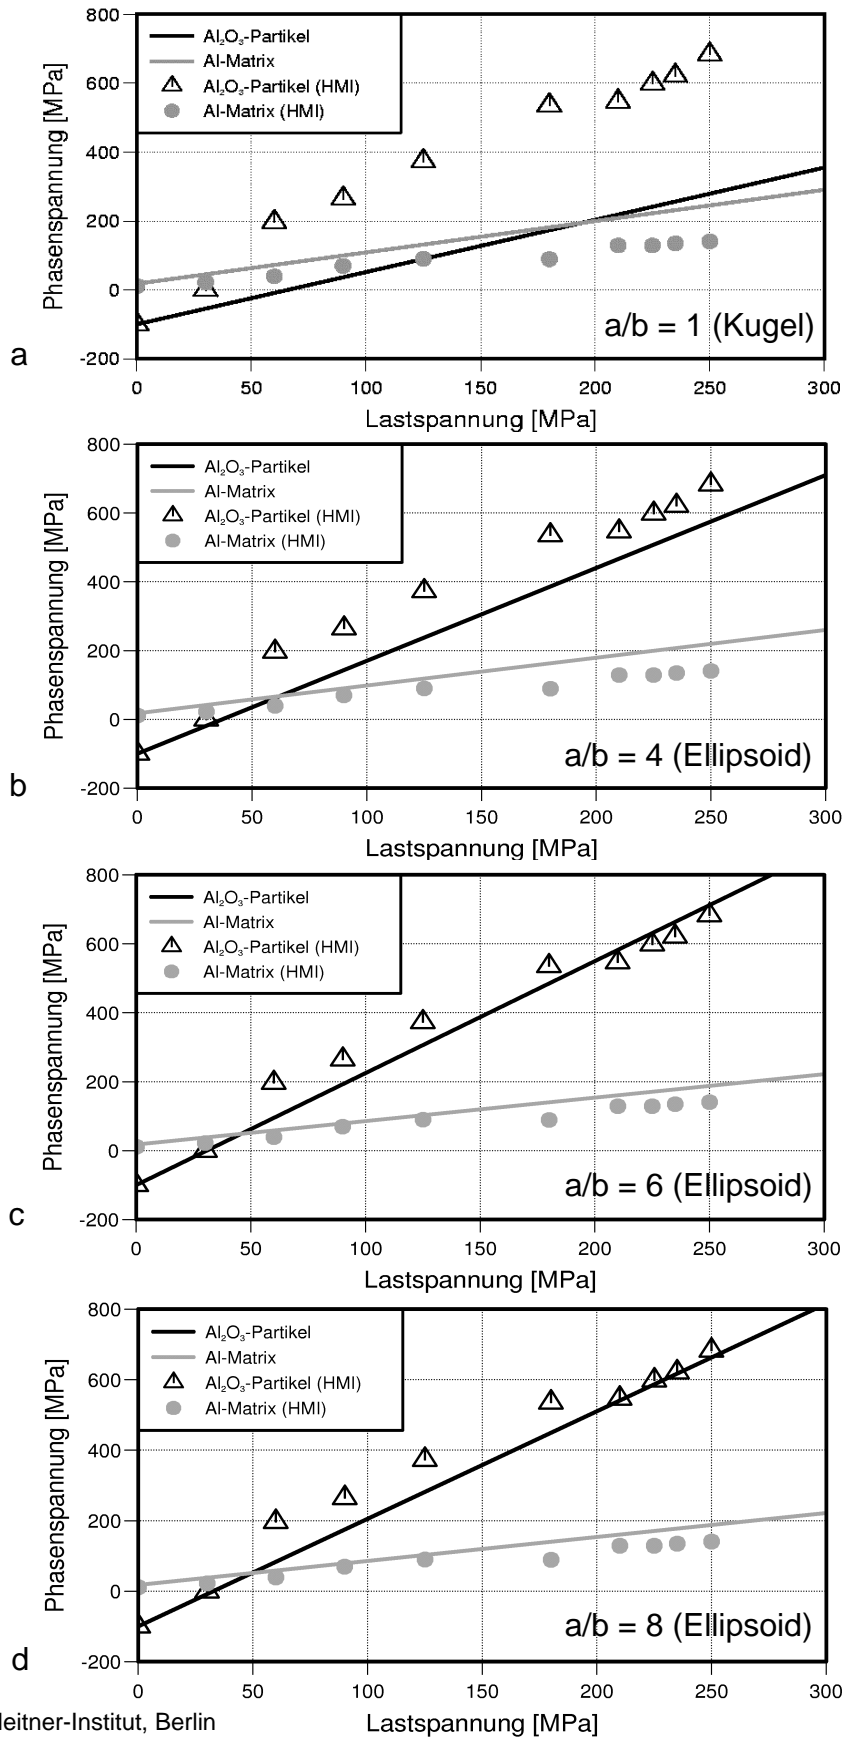 800
600
400
200
0
-200
Phasenspannung [MPa]
Al₂O₃-Partikel
Al-Matrix
Al₂O₃-Partikel (HMI)
Al-Matrix (HMI)
a/b = 1 (Kugel)
a
0 50 100 150 200 250 300
Lastspannung [MPa]
800
600
400
200
0
-200
Phasenspannung [MPa]
Al₂O₃-Partikel
Al-Matrix
Al₂O₃-Partikel (HMI)
Al-Matrix (HMI)
a/b = 4 (Ellipsoid)
b
0 50 100 150 200 250 300
Lastspannung [MPa]
800
600
400
200
0
-200
Phasenspannung [MPa]
Al₂O₃-Partikel
Al-Matrix
Al₂O₃-Partikel (HMI)
Al-Matrix (HMI)
a/b = 6 (Ellipsoid)
c
0 50 100 150 200 250 300
Lastspannung [MPa]
800
600
400
200
0
-200
Phasenspannung [MPa]
Al₂O₃-Partikel
Al-Matrix
Al₂O₃-Partikel (HMI)
Al-Matrix (HMI)
a/b = 8 (Ellipsoid)
d
0 50 100 150 200 250 300
leitner-Institut, Berlin
Lastspannung [MPa]